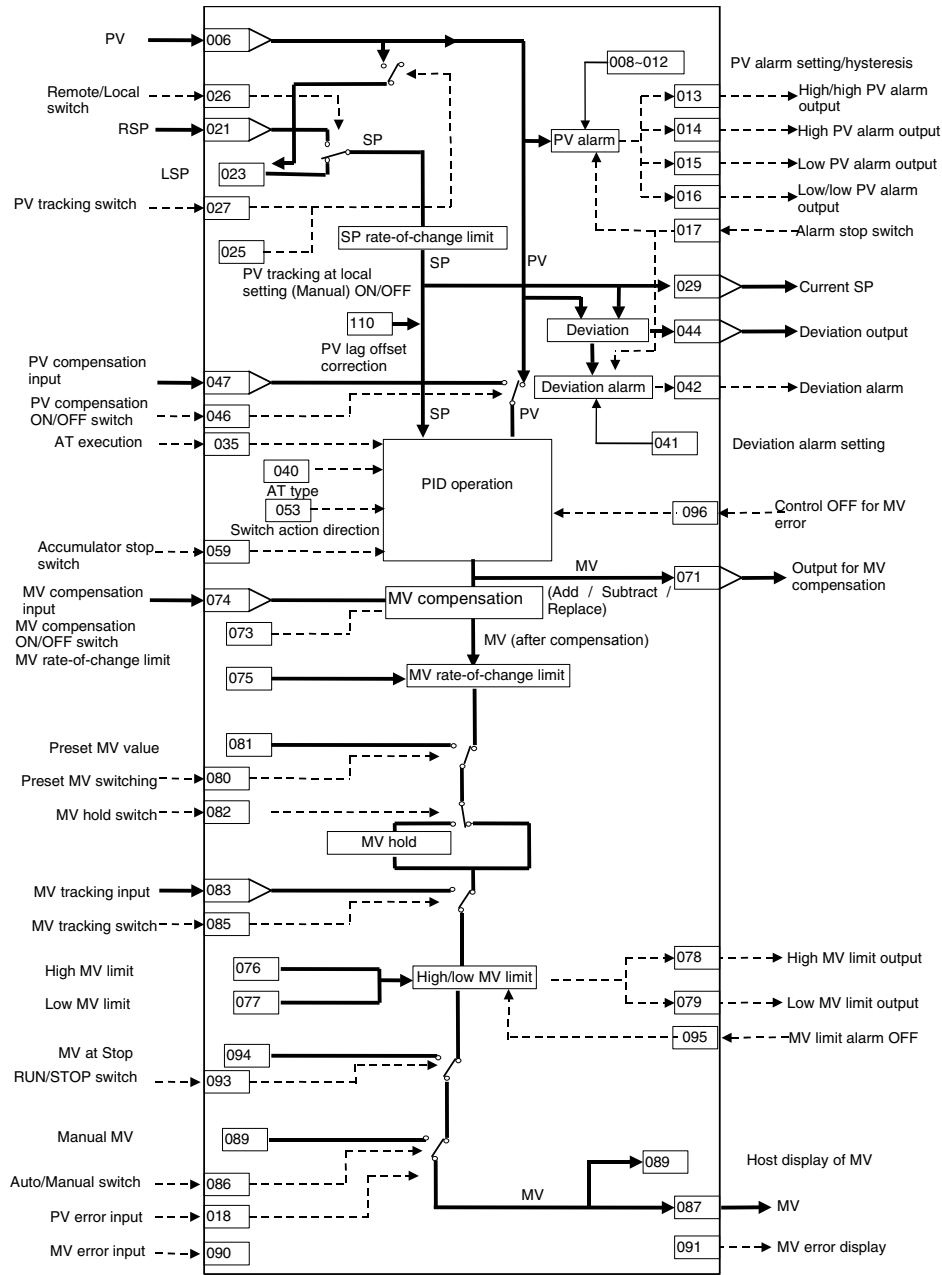 PV
006
008~012
PV alarm setting/hysteresis
Remote/Local
switch
026
013
High/high PV alarm
output
RSP
021
SP
PV alarm
014
High PV alarm output
LSP
023
015
Low PV alarm output
016
Low/low PV alarm
output
PV tracking switch
027
017
Alarm stop switch
025
SP rate-of-change limit
PV tracking at local
setting (Manual) ON/OFF
SP
PV
029
Current SP
110
PV lag offset
correction
Deviation
044
Deviation output
PV compensation
input
047
Deviation alarm
042
Deviation alarm
PV compensation
ON/OFF switch
046
SP
PV
AT execution
035
041
Deviation alarm setting
040
AT type
PID operation
053
Switch action direction
096
Control OFF for MV
error
Accumulator stop
switch
059
MV
071
Output for MV
compensation
MV compensation
input
074
MV compensation
(Add / Subtract /
Replace)
MV compensation
ON/OFF switch
073
MV (after compensation)
MV rate-of-change limit
075
MV rate-of-change limit
Preset MV value
081
Preset MV switching
080
MV hold switch
082
MV hold
MV tracking input
083
MV tracking switch
085
High MV limit
076
High/low MV limit
078
High MV limit output
Low MV limit
077
079
Low MV limit output
095
MV limit alarm OFF
MV at Stop
094
RUN/STOP switch
093
Manual MV
089
089
Host display of MV
Auto/Manual switch
086
MV
087
MV
PV error input
018
MV error input
090
091
MV error display